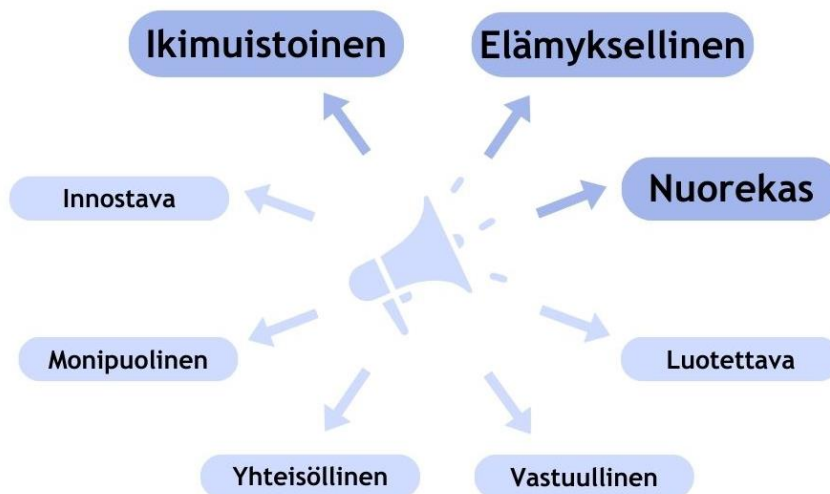 Ikimuistoinen
Elämyksellinen
Innostava
Nuorekas
Monipuolinen
Luotettava
Yhteisöllinen
Vastuullinen